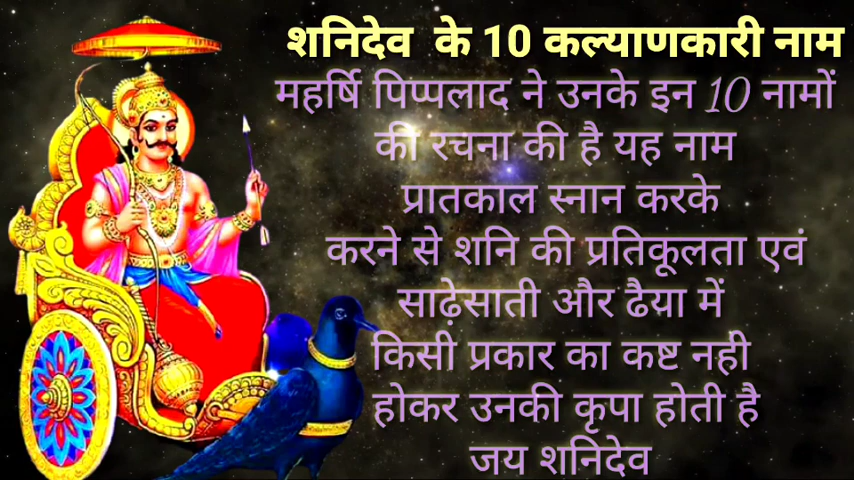 शनिदेव के 10 कल्याणकारी नाम
महर्षि पिप्पलाद ने उनके इन 10 नामों
की रचना की है यह नाम
प्रातकाल स्नान करके
करने से शनि की प्रतिकूलता एवं
साढ़ेसाती और ढैया में
किसी प्रकार का कष्ट नही
होकर उनकी कृपा होती है
जय शनिदेव